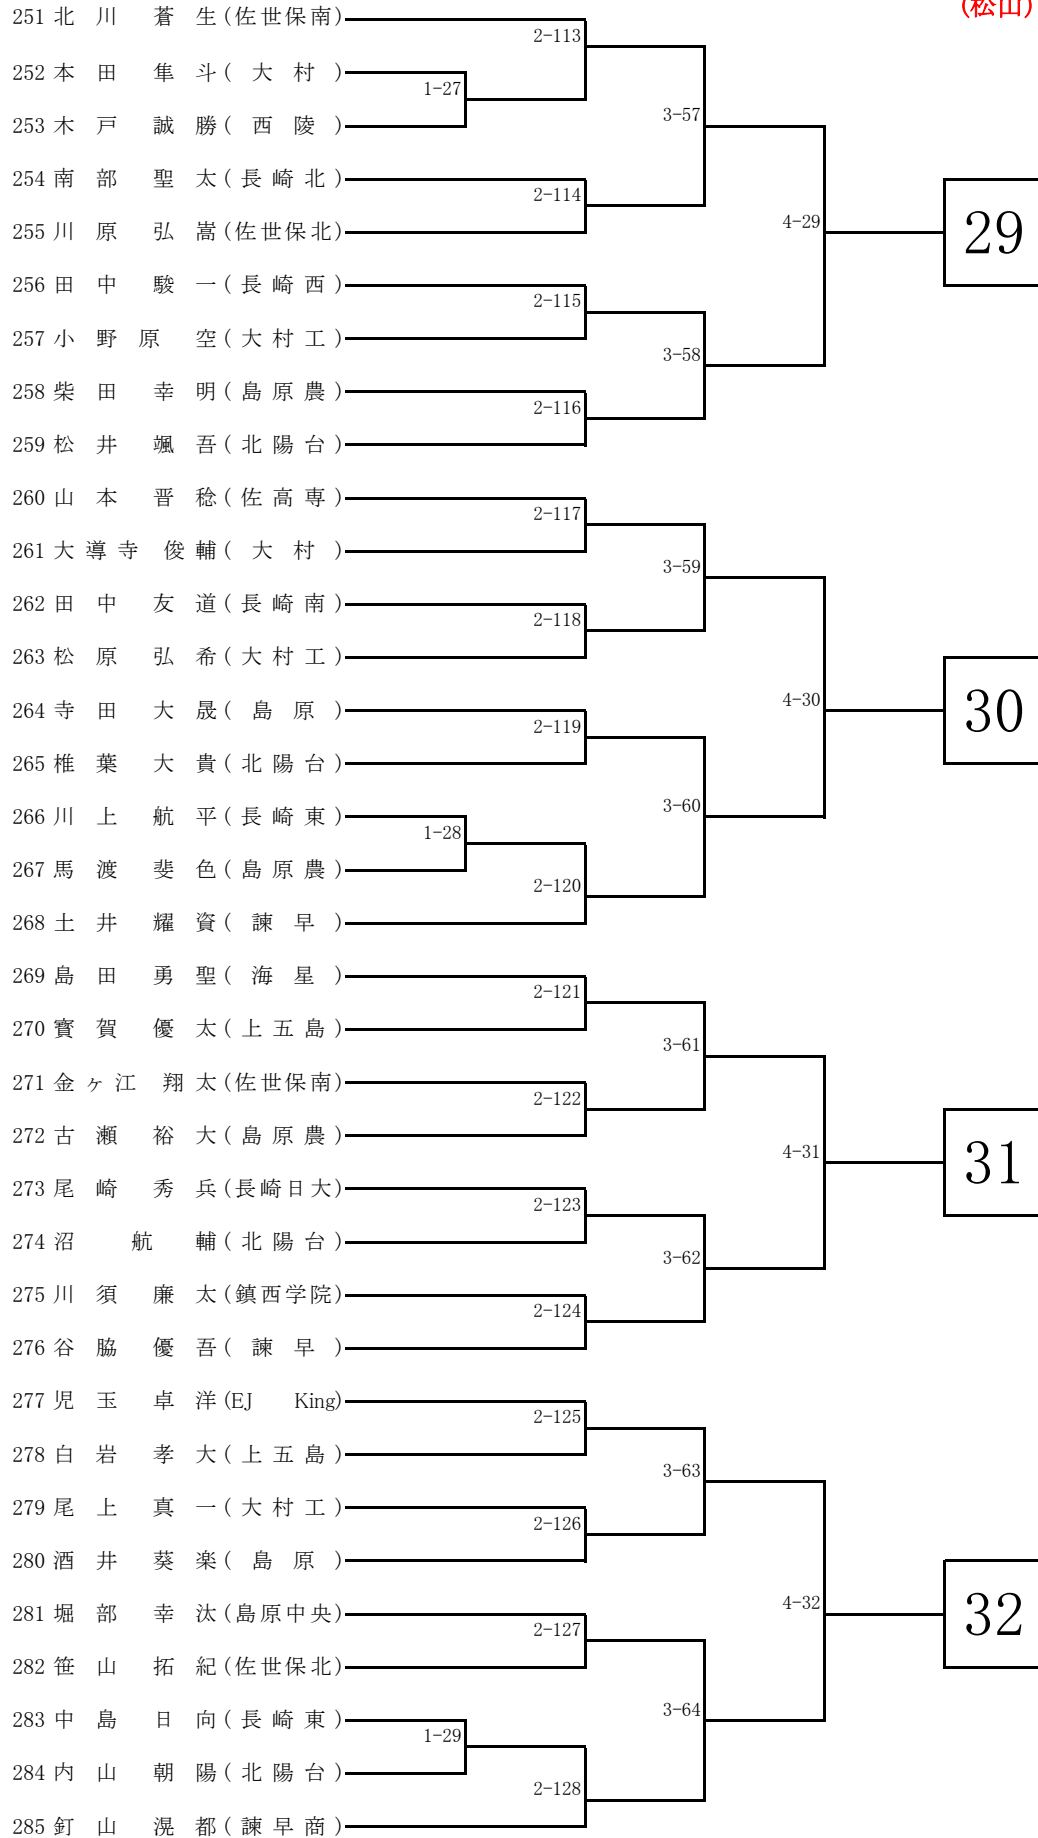 (松山)
251 北川 蒼生(佐世保南)
2-113
252 本田 隼斗(大村)
1-27
253 木戸 誠勝(西陵)
3-57
254 南部 聖太(長崎北)
2-114
255 川原 弘嵩(佐世保北)
4-29
29
256 田中 駿一(長崎西)
2-115
257 小野原 空(大村工)
3-58
258 柴田 幸明(島原農)
2-116
259 松井 颯吾(北陽台)
260 山本 晋稔(佐高専)
2-117
261 大導寺 俊輔(大村)
3-59
262 田中 友道(長崎南)
2-118
263 松原 弘希(大村工)
4-30
30
264 寺田 大晟(島原)
2-119
265 椎葉 大貴(北陽台)
3-60
266 川上 航平(長崎東)
1-28
267 馬渡 斐色(島原農)
2-120
268 土井 耀資(諫早)
269 島田 勇聖(海星)
2-121
270 寳賀 優太(上五島)
3-61
271 金ヶ江 翔太(佐世保南)
2-122
272 古瀬 裕大(島原農)
4-31
31
273 尾崎 秀兵(長崎日大)
2-123
274 沼 航輔(北陽台)
3-62
275 川須 廉太(鎮西学院)
2-124
276 谷脇 優吾(諫早)
277 児玉 卓洋(EJ King)
2-125
278 白岩 孝大(上五島)
3-63
279 尾上 真一(大村工)
2-126
280 酒井 葵楽(島原)
4-32
32
281 堀部 幸汰(島原中央)
2-127
282 笹山 拓紀(佐世保北)
3-64
283 中島 日向(長崎東)
1-29
284 内山 朝陽(北陽台)
2-128
285 釘山 滉都(諫早商)